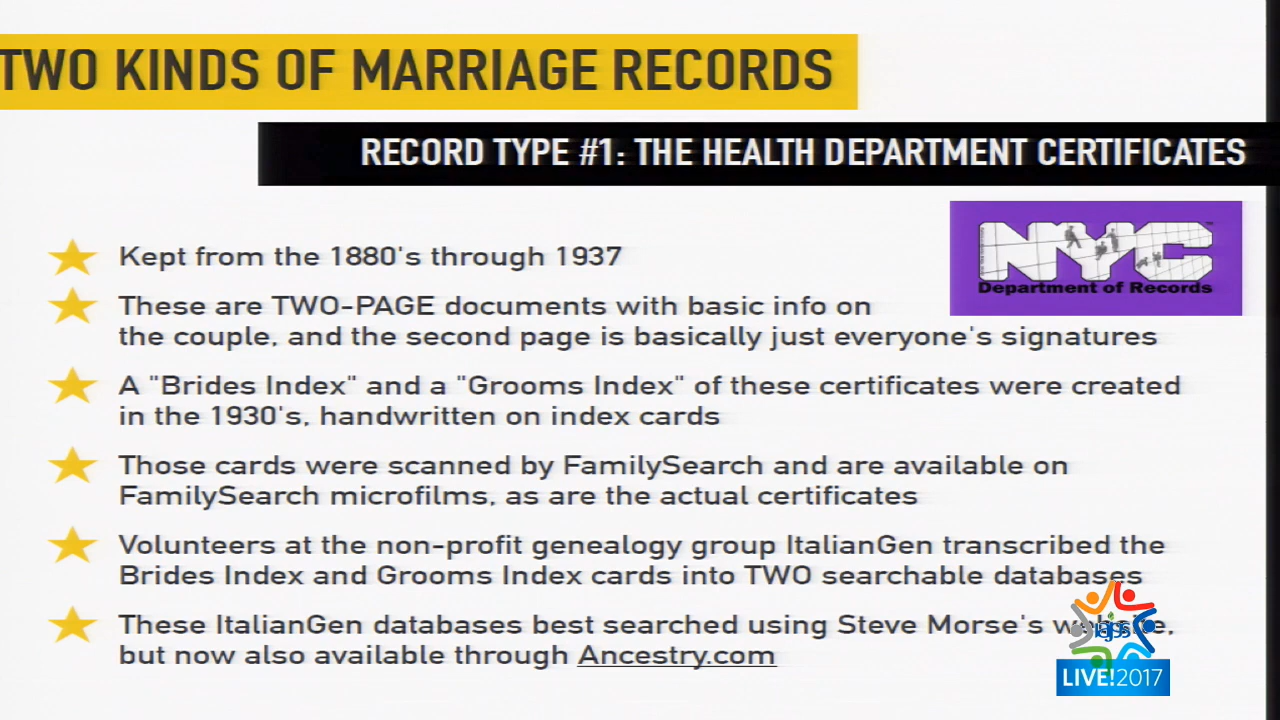 TWO KINDS OF MARRIAGE RECORDS
RECORD TYPE #1: THE HEALTH DEPARTMENT CERTIFICATES
NYC
Department of Records
Kept from the 1880's through 1937
These are TWO-PAGE documents with basic info on
the couple, and the second page is basically just everyone's signatures
A "Brides Index" and a "Grooms Index" of these certificates were created
in the 1930's, handwritten on index cards
Those cards were scanned by FamilySearch and are available on
FamilySearch microfilms, as are the actual certificates
Volunteers at the non-profit genealogy group ItalianGen transcribed the
Brides Index and Grooms Index cards into TWO searchable databases
These ItalianGen databases best searched using Steve Morse's website,
but now also available through Ancestry.com
iajgs
LIVE!2017